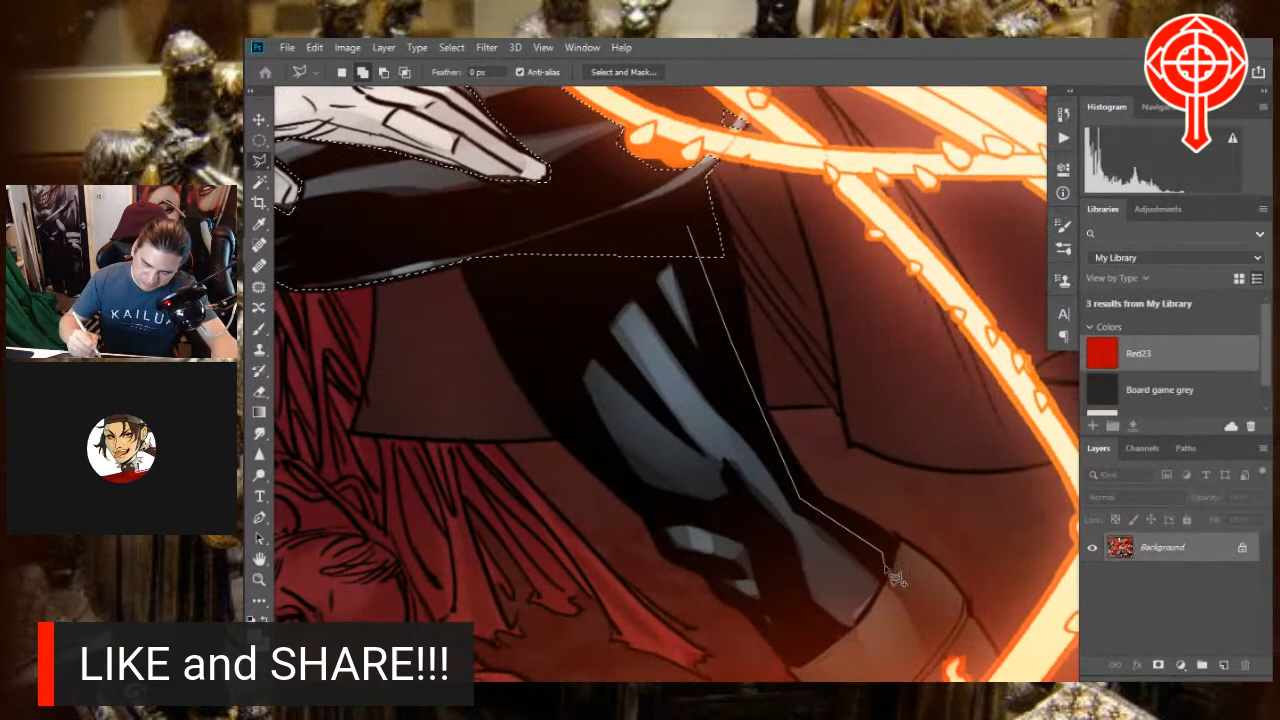 Ps File Edit Image Layer Type Select Filter 3D View Window Help
Feather: 0 px Anti-alias Select and Mask...
Histogram
Libraries Adjustments
My Library
View by Type
3 results from My Library
Colors
Red23
Board game grey
Layers Channels Paths
Kind
Normal Opacity:
Lock: Fill:
Background
KAILUA
LIKE and SHARE!!!